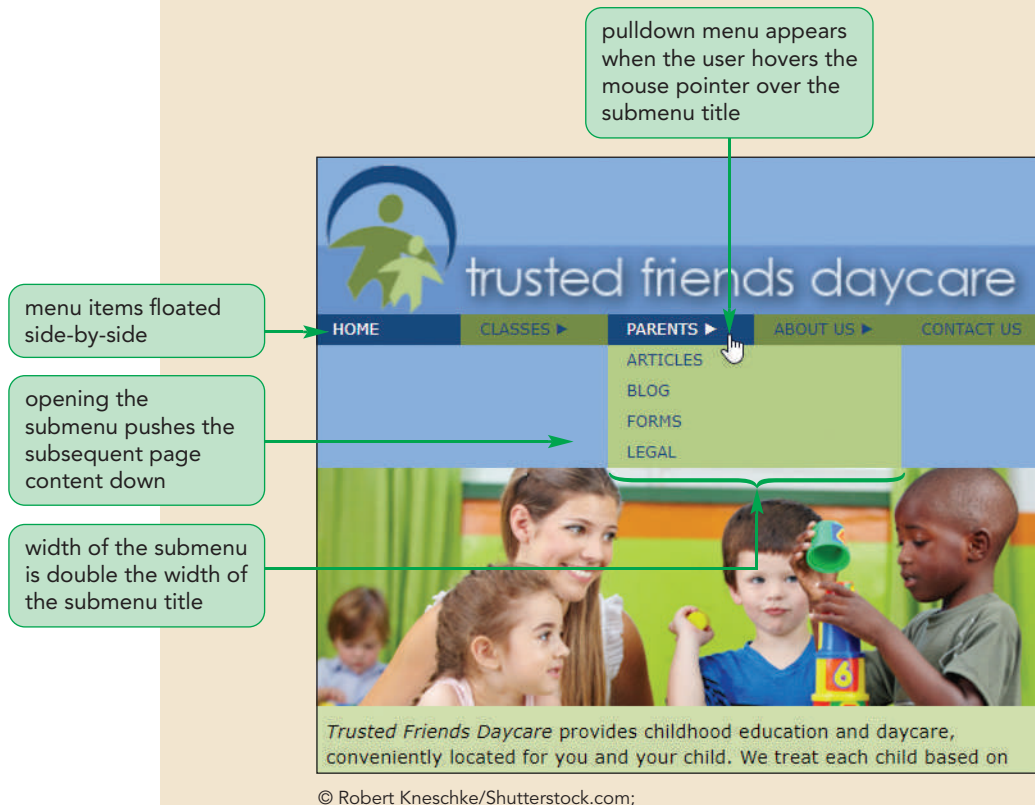 pulldown menu appears
when the user hovers the
mouse pointer over the
submenu title
trusted friends daycare
menu items floated
side-by-side
HOME
CLASSES ▶
PARENTS ▶
ABOUT US ▶
CONTACT US
ARTICLES
BLOG
FORMS
LEGAL
opening the
submenu pushes the
subsequent page
content down
width of the submenu
is double the width of
the submenu title
6
Trusted Friends Daycare provides childhood education and daycare,
conveniently located for you and your child. We treat each child based on
© Robert Kneschke/Shutterstock.com;